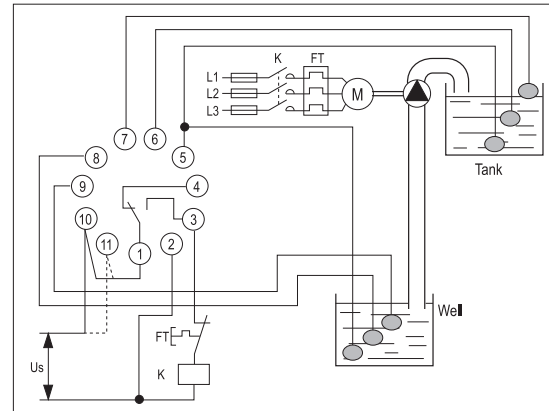 K FT
L1
L2
L3
M
7 6 5
8
9 4
10 3
11 1 2
Tank
Well
FT
K
Us